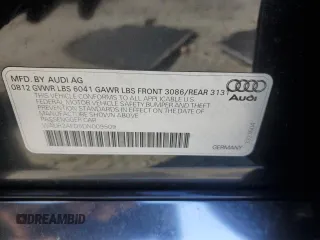 MFD. BY AUDI AG
0812 GVWR LBS 6041 GAWR LBS FRONT 3086/REAR 313
THIS VEHICLE CONFORMS TO ALL APPLICABLE U.S.
FEDERAL MOTOR VEHICLE SAFETY BUMPER AND THEFT
PREVENTION STANDARDS IN EFFECT ON THE DATE OF
MANUFACTURE SHOWN ABOVE
PASSENGER CAR
Audi
GERMANY
DREAMBID